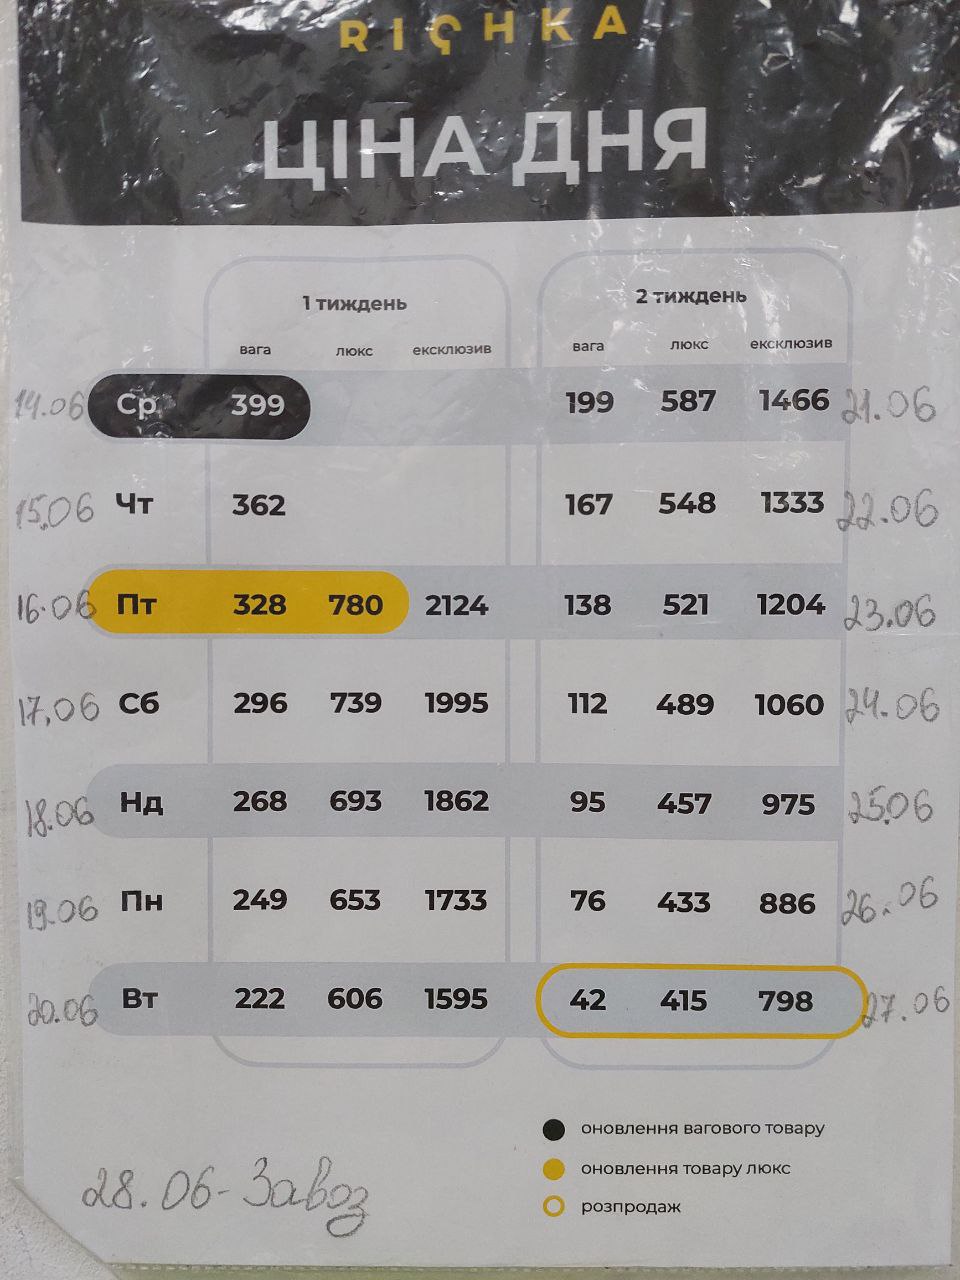 RICHKA
ЦІНА ДНЯ
1 тиждень 2 тиждень
вага люкс ексклюзив вага люкс ексклюзив
14.06 Ср 399 199 587 1466 21.06
15.06 Чт 362 167 548 1333 22.06
16.06 Пт 328 780 2124 138 521 1204 23.06
17.06 Сб 296 739 1995 112 489 1060 24.06
18.06 Нд 268 693 1862 95 457 975 25.06
19.06 Пн 249 653 1733 76 433 886 26.06
20.06 Вт 222 606 1595 42 415 798 27.06
оновлення вагового товару
оновлення товару люкс
розпродаж
28.06 - Завоз